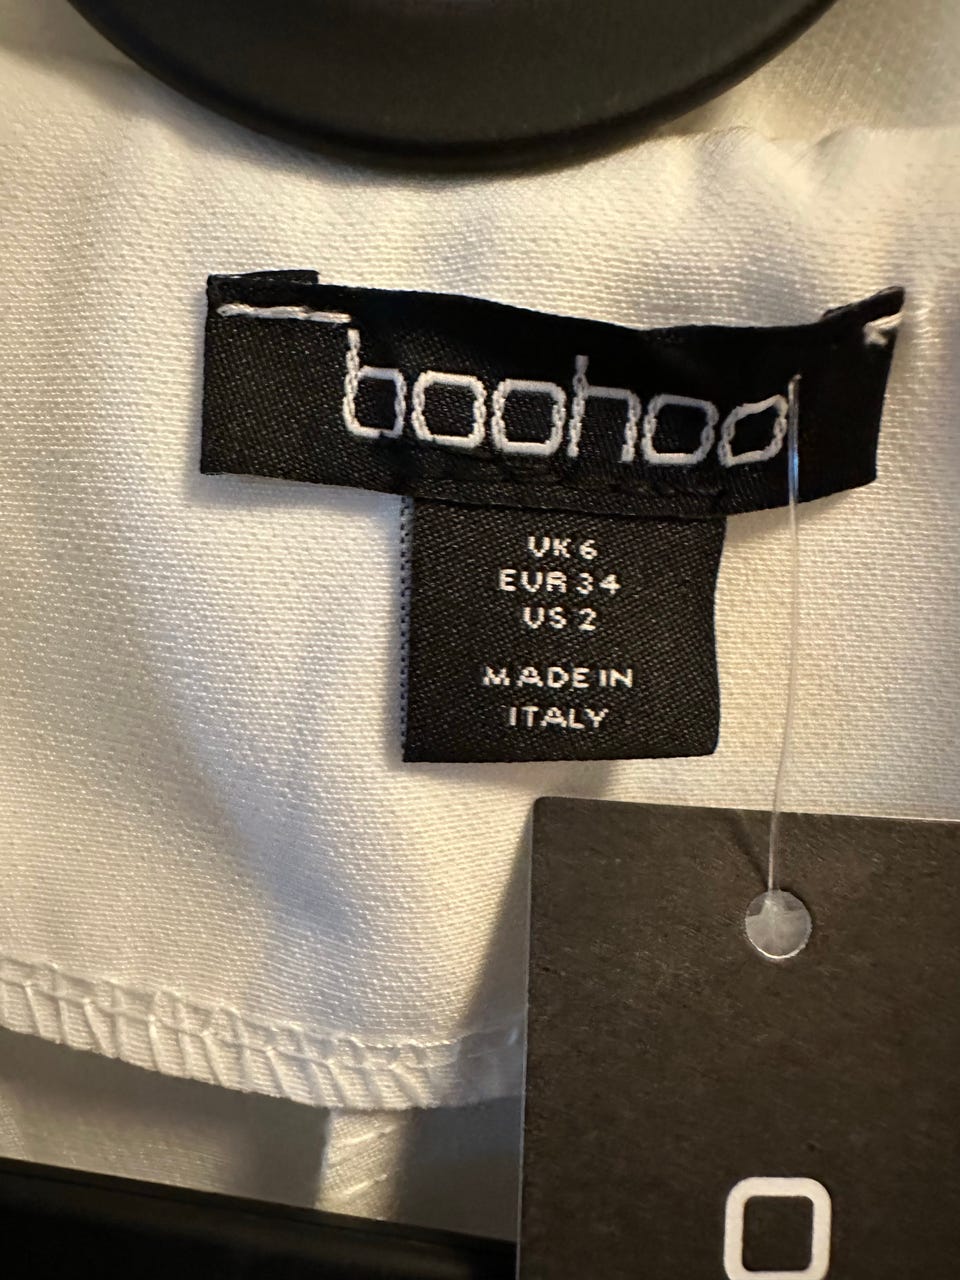 boohoo
UK 6
EUR 34
US 2
MADE IN
ITALY